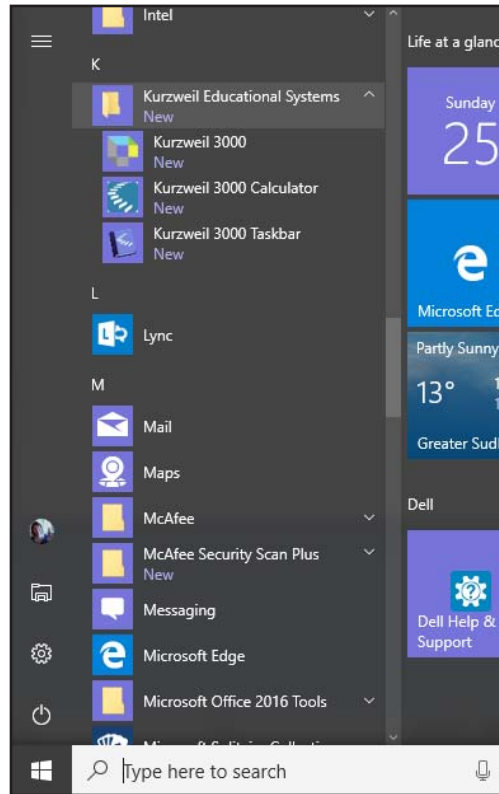 Intel
K
Kurzweil Educational Systems
New
Kurzweil 3000
New
Kurzweil 3000 Calculator
New
Kurzweil 3000 Taskbar
New
L
Lync
M
Mail
Maps
McAfee
McAfee Security Scan Plus
New
Messaging
Microsoft Edge
Microsoft Office 2016 Tools
Type here to search
Life at a glanc
Sunday
25
Microsoft Ed
Partly Sunny
13°
Greater Sud
Dell
Dell Help &
Support